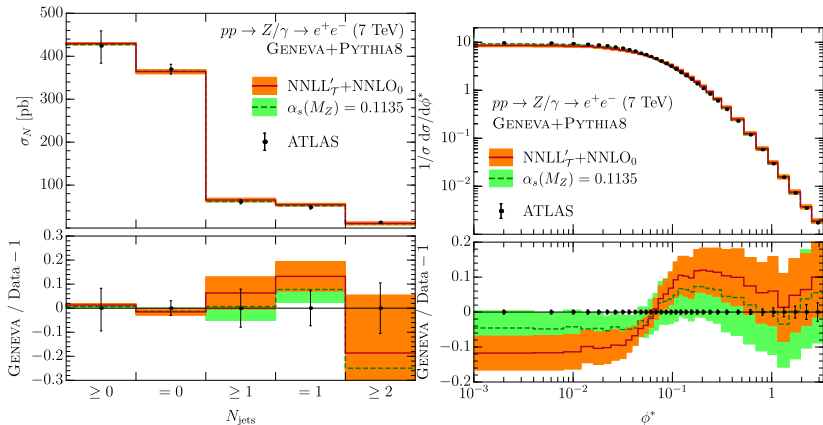 500
400
300
200
100
σ_N [pb]
pp → Z/γ → e⁺e⁻ (7 TeV)
GENEVA+PYTHIA8
NNLL′_𝒯+NNLO₀
α_s(M_Z) = 0.1135
ATLAS
0.3
0.2
0.1
0
−0.1
−0.2
−0.3
GENEVA / Data − 1
≥ 0
= 0
≥ 1
= 1
≥ 2
N_jets
10
1
10⁻¹
10⁻²
1/σ dσ/dϕ*
pp → Z/γ → e⁺e⁻ (7 TeV)
GENEVA+PYTHIA8
NNLL′_𝒯+NNLO₀
α_s(M_Z) = 0.1135
ATLAS
0.2
0.1
0
−0.1
−0.2
GENEVA / Data − 1
10⁻³
10⁻²
10⁻¹
1
ϕ*